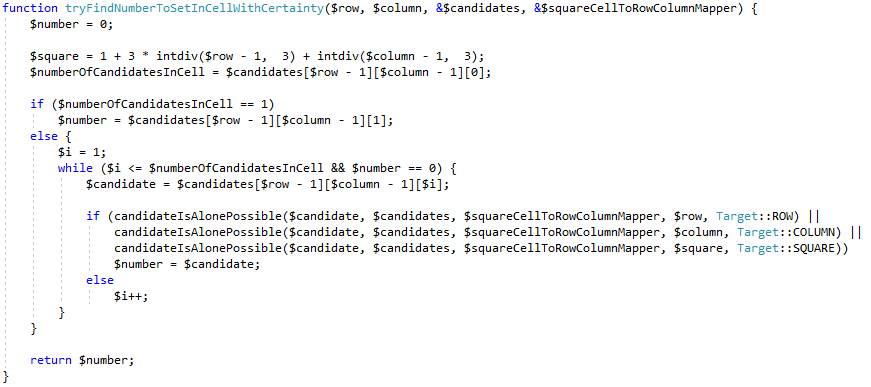 function tryFindNumberToSetInCellWithCertainty($row, $column, &$candidates, &$squareCellToRowColumnMapper) {
    $number = 0;

    $square = 1 + 3 * intdiv($row - 1,  3) + intdiv($column - 1,  3);
    $numberOfCandidatesInCell = $candidates[$row - 1][$column - 1][0];

    if ($numberOfCandidatesInCell == 1)
        $number = $candidates[$row - 1][$column - 1][1];
    else {
        $i = 1;
        while ($i <= $numberOfCandidatesInCell && $number == 0) {
            $candidate = $candidates[$row - 1][$column - 1][$i];

            if (candidateIsAlonePossible($candidate, $candidates, $squareCellToRowColumnMapper, $row, Target::ROW) ||
                candidateIsAlonePossible($candidate, $candidates, $squareCellToRowColumnMapper, $column, Target::COLUMN) ||
                candidateIsAlonePossible($candidate, $candidates, $squareCellToRowColumnMapper, $square, Target::SQUARE))
                $number = $candidate;
            else
                $i++;
        }
    }

    return $number;
}